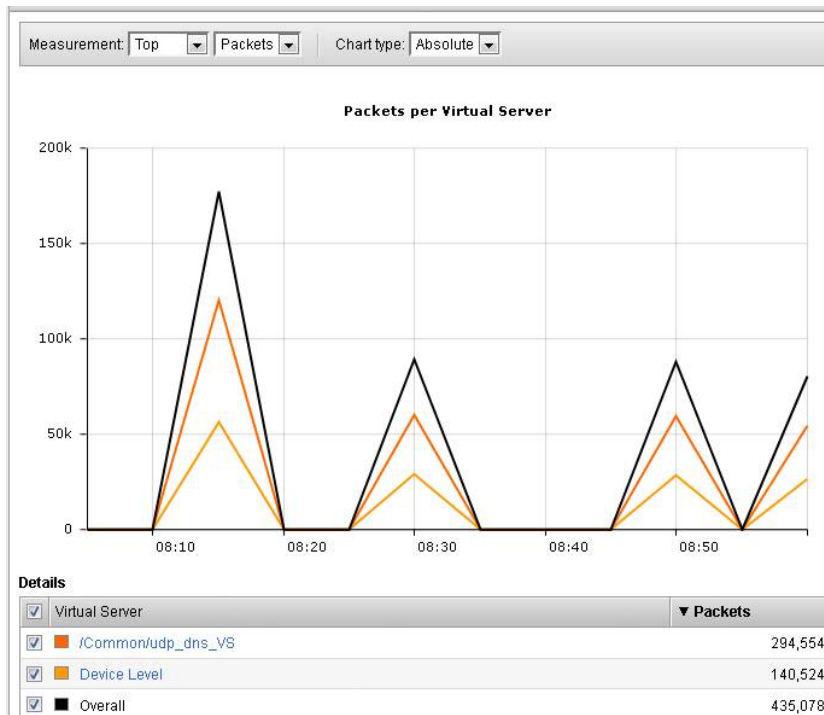 Measurement: Top Packets Chart type: Absolute
Packets per Virtual Server
200k
150k
100k
50k
0
08:10 08:20 08:30 08:40 08:50
Details
Virtual Server ▼ Packets
/Common/udp_dns_VS 294,554
Device Level 140,524
Overall 435,078